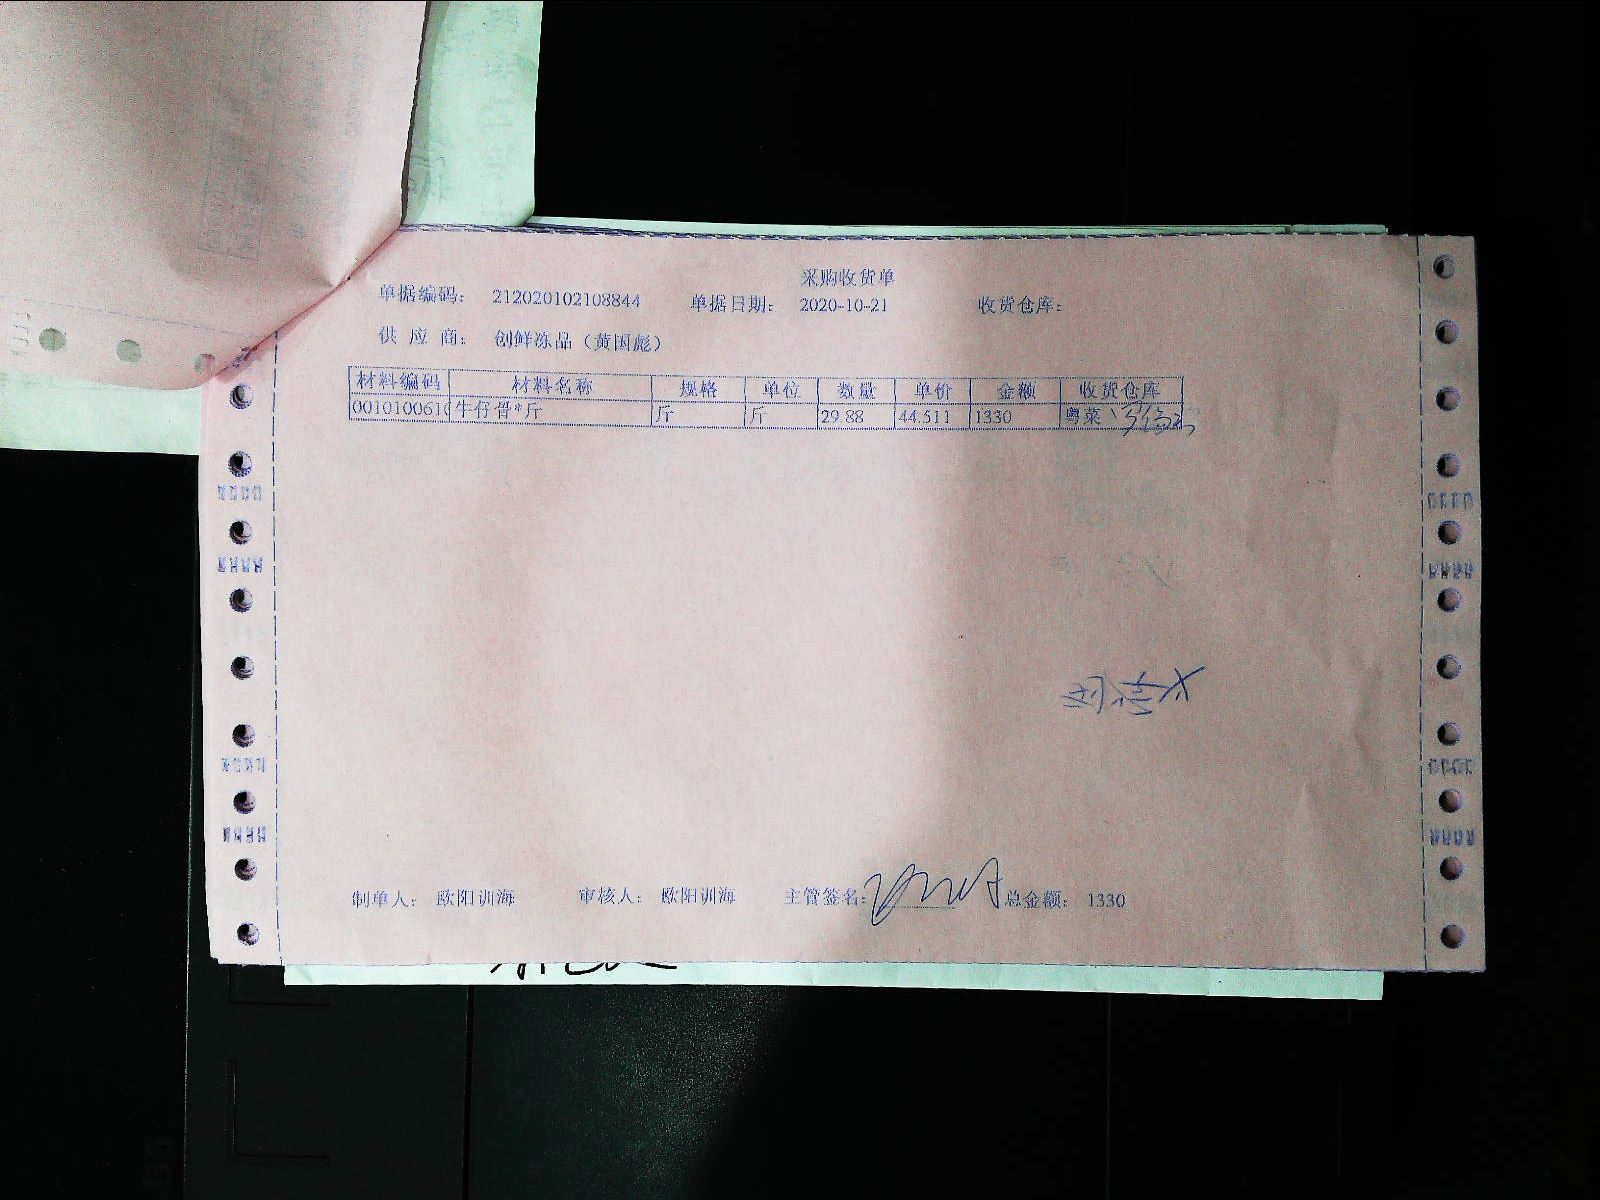 采购收货单
单据编码： 212020102108844 单据日期： 2020-10-21 收货仓库：
供 应 商： 创鲜冻品（黄因彪）
材料编码 材料名称 规格 单位 数量 单价 金额 收货仓库
0010100610 牛仔骨*斤 斤 斤 29.88 44.511 1330 粤菜
制单人： 欧阳训海 审核人： 欧阳训海 主管签名： 总金额： 1330